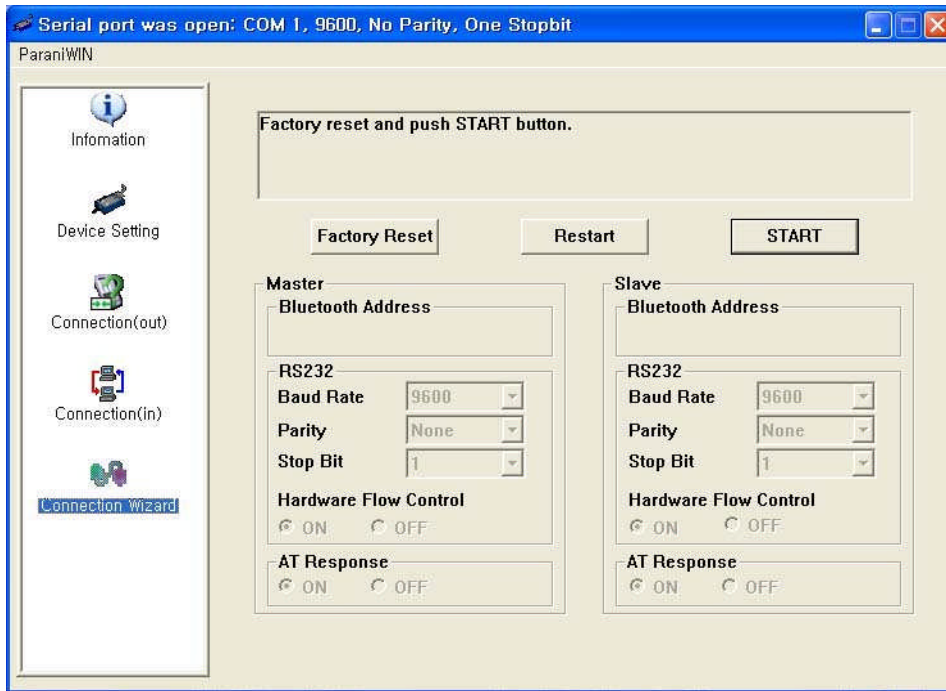 Serial port was open: COM 1, 9600, No Parity, One Stopbit
ParaniWIN
Infomation
Device Setting
Connection(out)
Connection(in)
Connection Wizard
Factory reset and push START button.
Factory Reset Restart START
Master
Bluetooth Address
RS232
Baud Rate 9600
Parity None
Stop Bit 1
Hardware Flow Control
ON OFF
AT Response
ON OFF
Slave
Bluetooth Address
RS232
Baud Rate 9600
Parity None
Stop Bit 1
Hardware Flow Control
ON OFF
AT Response
ON OFF